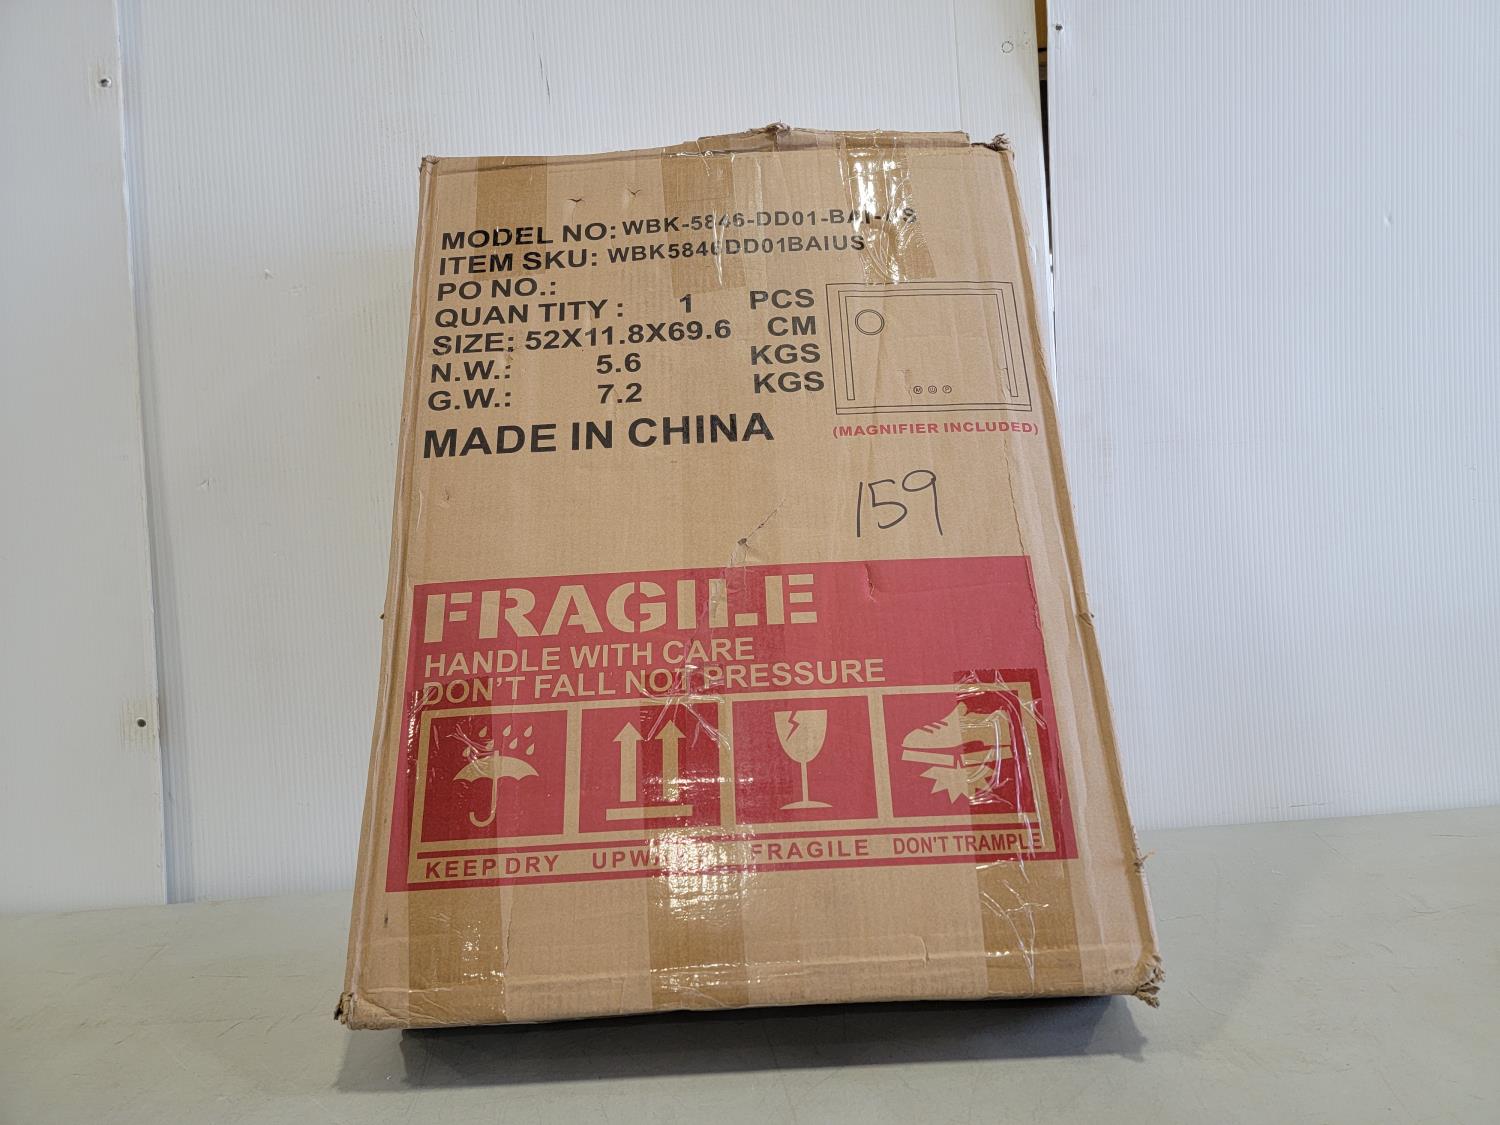 MODEL NO: WBK-5846-DD01-BAI-US
ITEM SKU: WBK5846DD01BAIUS
PO NO.:
QUAN TITY : 1 PCS
SIZE: 52X11.8X69.6 CM
N.W.: 5.6 KGS
G.W.: 7.2 KGS
MADE IN CHINA
M U P
(MAGNIFIER INCLUDED)
159
FRAGILE
HANDLE WITH CARE
DON'T FALL NOT PRESSURE
KEEP DRY FRAGILE DON'T TRAMPLE